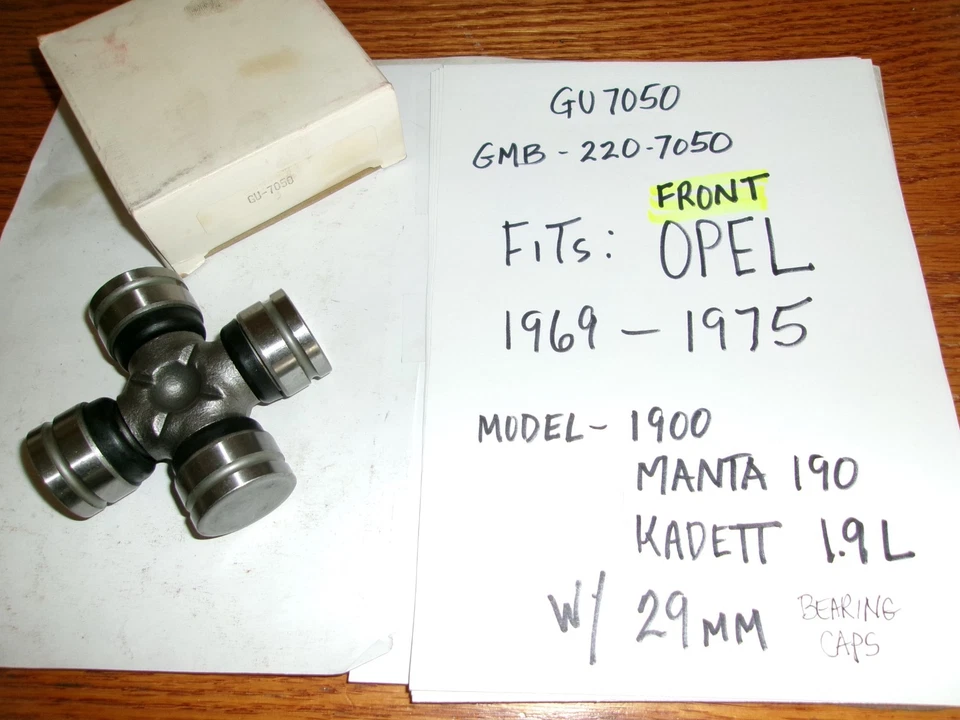 GU-7050
GU7050
GMB - 220-7050
FRONT
FiTs: OPEL
1969 - 1975
MODEL - 1900
MANTA 190
KADETT 1.9 L
W/ 29MM BEARING CAPS